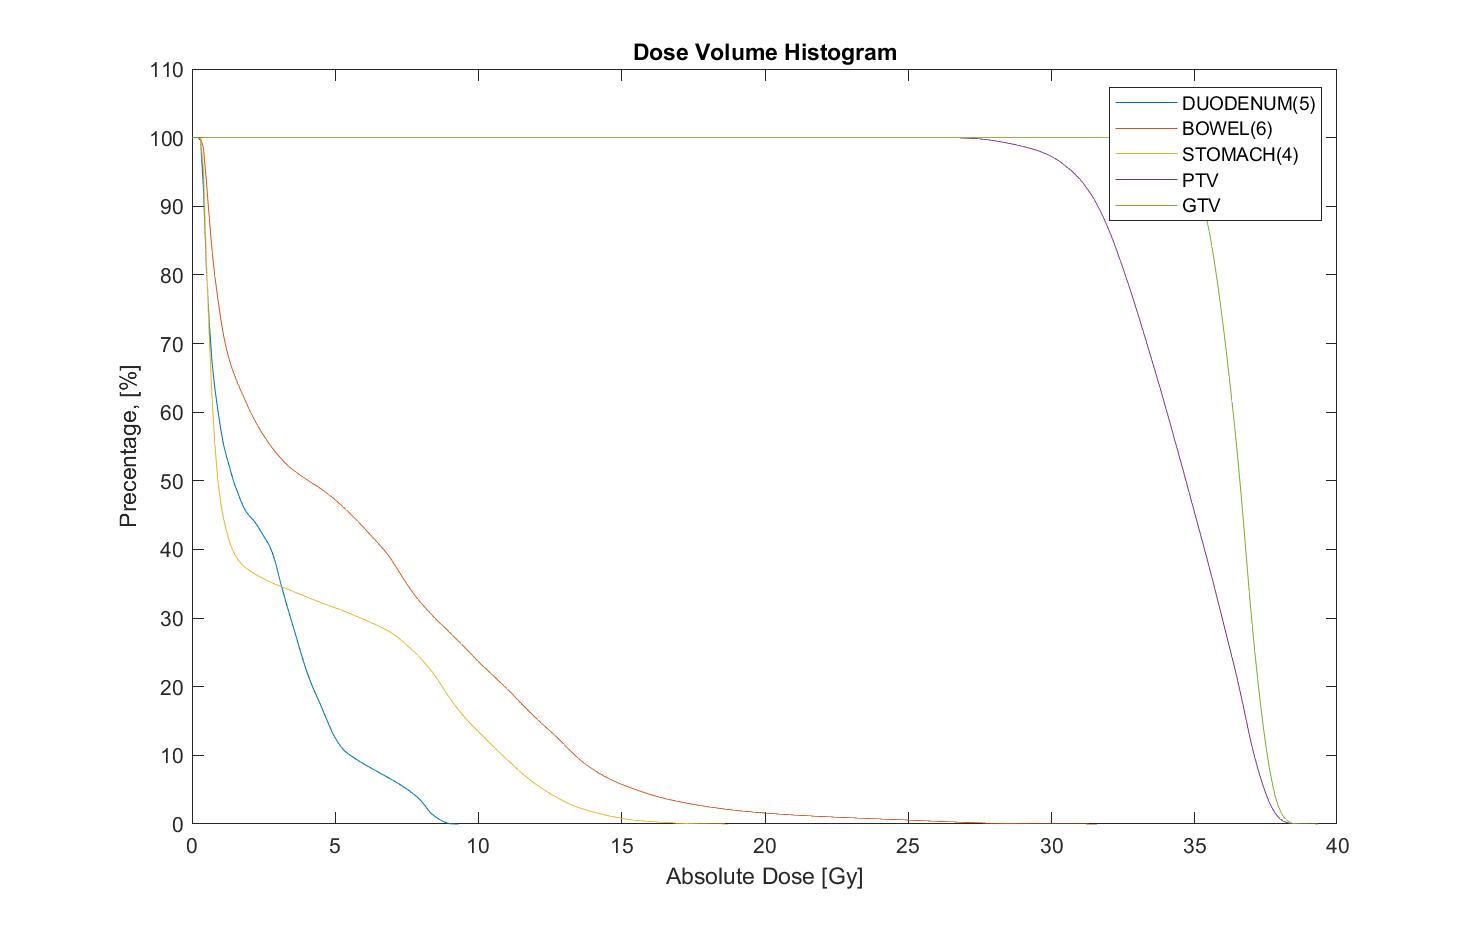 Dose Volume Histogram
110
100
90
80
70
60
50
40
30
20
10
0
Precentage, [%]
0 5 10 15 20 25 30 35 40
Absolute Dose [Gy]
DUODENUM(5)
BOWEL(6)
STOMACH(4)
PTV
GTV